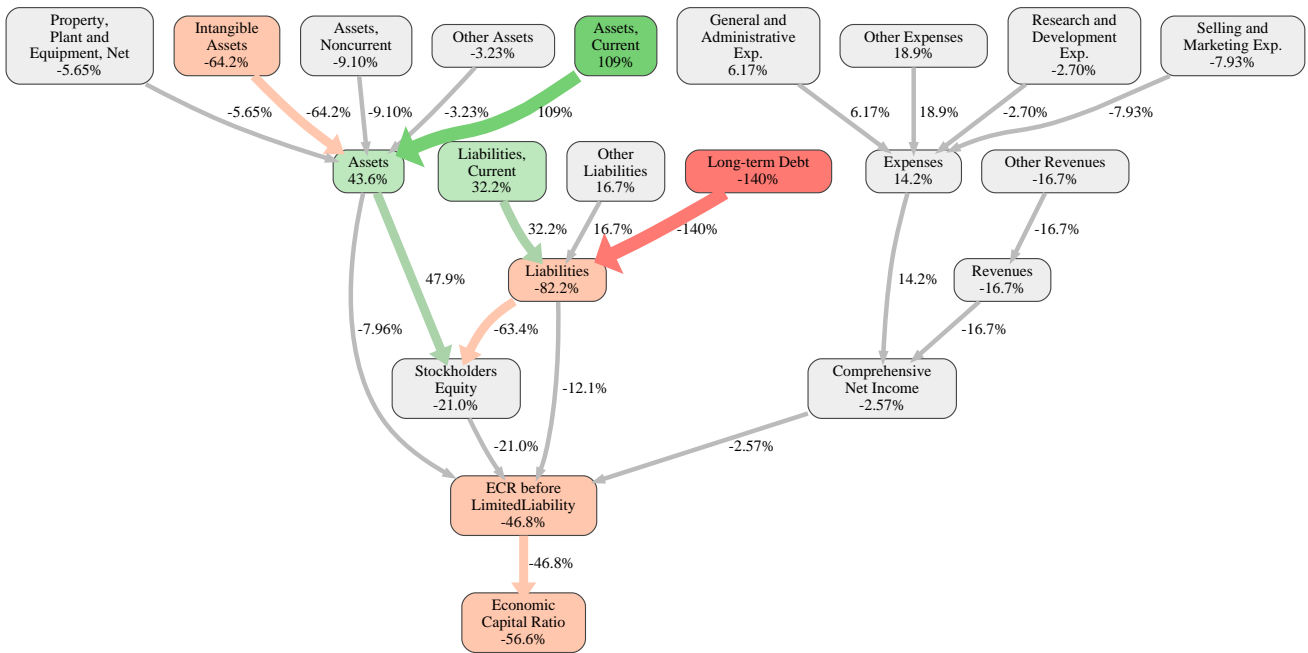 Property,
Plant and
Equipment, Net
-5.65%
Intangible
Assets
-64.2%
Assets,
Noncurrent
-9.10%
Other Assets
-3.23%
Assets,
Current
109%
General and
Administrative
Exp.
6.17%
Other Expenses
18.9%
Research and
Development
Exp.
-2.70%
Selling and
Marketing Exp.
-7.93%
-5.65%
-64.2%
-9.10%
-3.23%
109%
6.17%
18.9%
-2.70%
-7.93%
Assets
43.6%
Liabilities,
Current
32.2%
Other
Liabilities
16.7%
Long-term Debt
-140%
Expenses
14.2%
Other Revenues
-16.7%
32.2%
16.7%
-140%
-16.7%
47.9%
Liabilities
-82.2%
14.2%
Revenues
-16.7%
-7.96%
-63.4%
-16.7%
Stockholders
Equity
-21.0%
-12.1%
Comprehensive
Net Income
-2.57%
-21.0%
-2.57%
ECR before
LimitedLiability
-46.8%
-46.8%
Economic
Capital Ratio
-56.6%